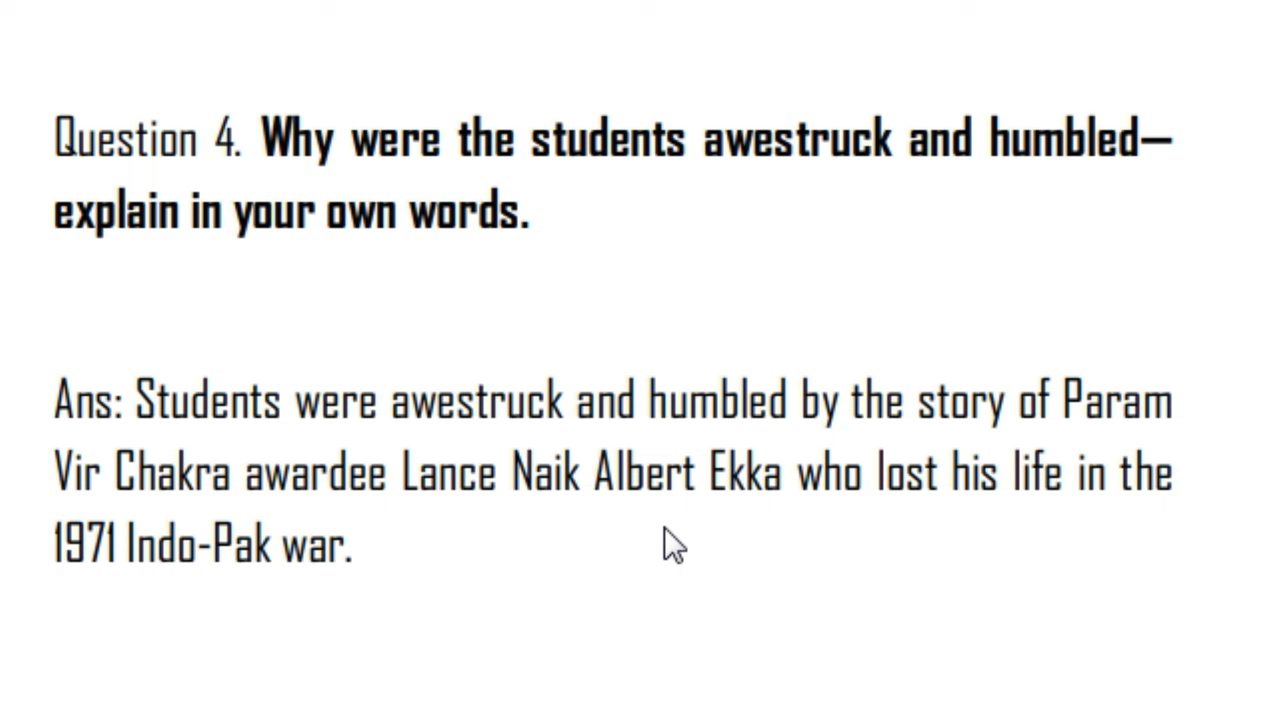 Question 4. Why were the students awestruck and humbled—
explain in your own words.
Ans: Students were awestruck and humbled by the story of Param
Vir Chakra awardee Lance Naik Albert Ekka who lost his life in the
1971 Indo-Pak war.